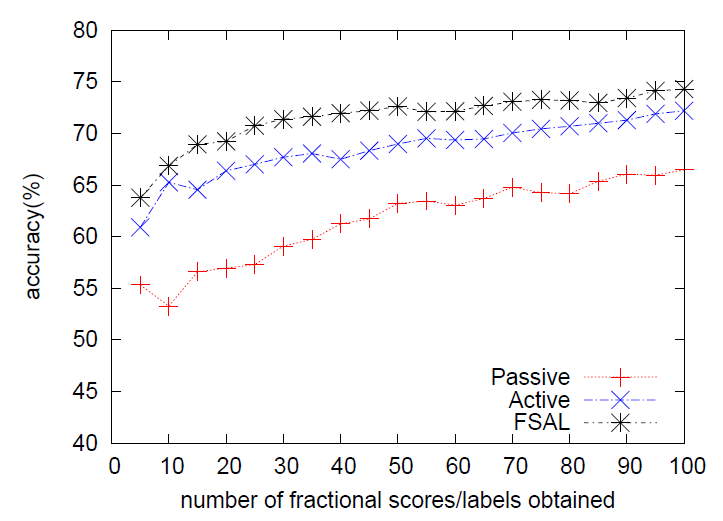 80
75
70
65
60
55
50
45
40
accuracy(%)
Passive
Active
FSAL
0 10 20 30 40 50 60 70 80 90 100
number of fractional scores/labels obtained